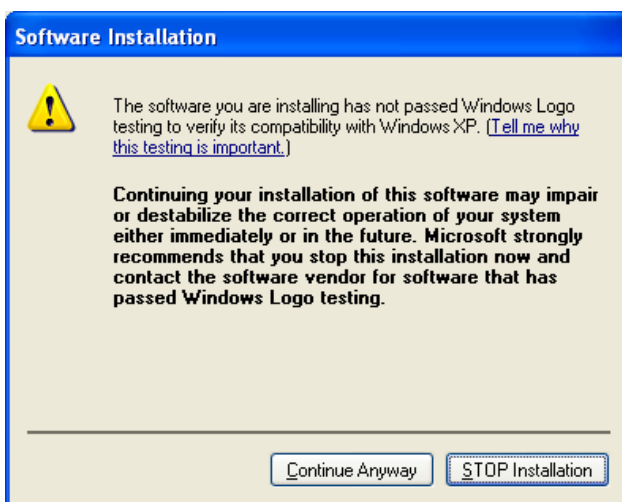 Software Installation
The software you are installing has not passed Windows Logo
testing to verify its compatibility with Windows XP. (Tell me why
this testing is important.)
Continuing your installation of this software may impair
or destabilize the correct operation of your system
either immediately or in the future. Microsoft strongly
recommends that you stop this installation now and
contact the software vendor for software that has
passed Windows Logo testing.
Continue Anyway
STOP Installation